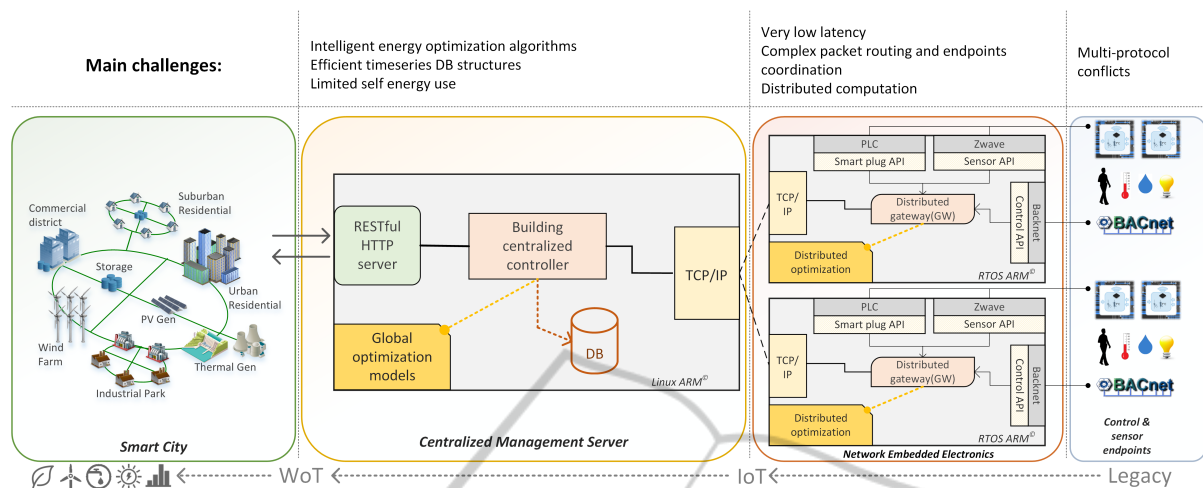 Main challenges:
Intelligent energy optimization algorithms
Efficient timeseries DB structures
Limited self energy use
Very low latency
Complex packet routing and endpoints
coordination
Distributed computation
Multi-protocol
conflicts
Commercial
district
Suburban
Residential
Storage
Urban
Residential
PV Gen
Wind
Farm
Thermal Gen
Industrial Park
Smart City
RESTful
HTTP
server
Building
centralized
controller
TCP/IP
Global
optimization
models
DB
Linux ARM©
Centralized Management Server
PLC
Zwave
Smart plug API
Sensor API
TCP/
IP
Distributed
gateway(GW)
Control API
Backnet
Distributed
optimization
RTOS ARM©
PLC
Zwave
Smart plug API
Sensor API
TCP/
IP
Distributed
gateway(GW)
Control API
Backnet
Distributed
optimization
RTOS ARM©
Network Embedded Electronics
BACnet
BACnet
Control &
sensor
endpoints
WoT
IoT
Legacy